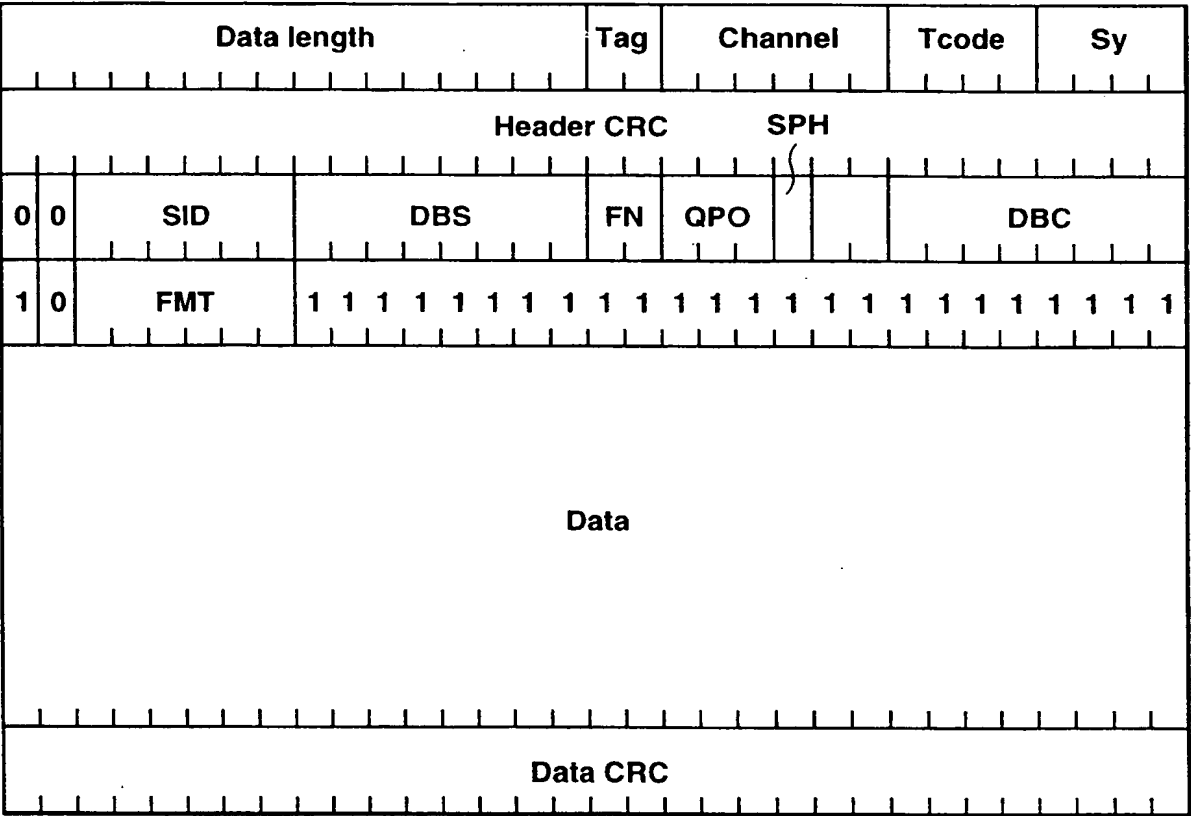 Data length Tag Channel Tcode Sy
Header CRC SPH
0 0 SID DBS FN QPO DBC
1 0 FMT 1 1 1 1 1 1 1 1 1 1 1 1 1 1 1 1 1 1 1 1 1 1 1 1
Data
Data CRC